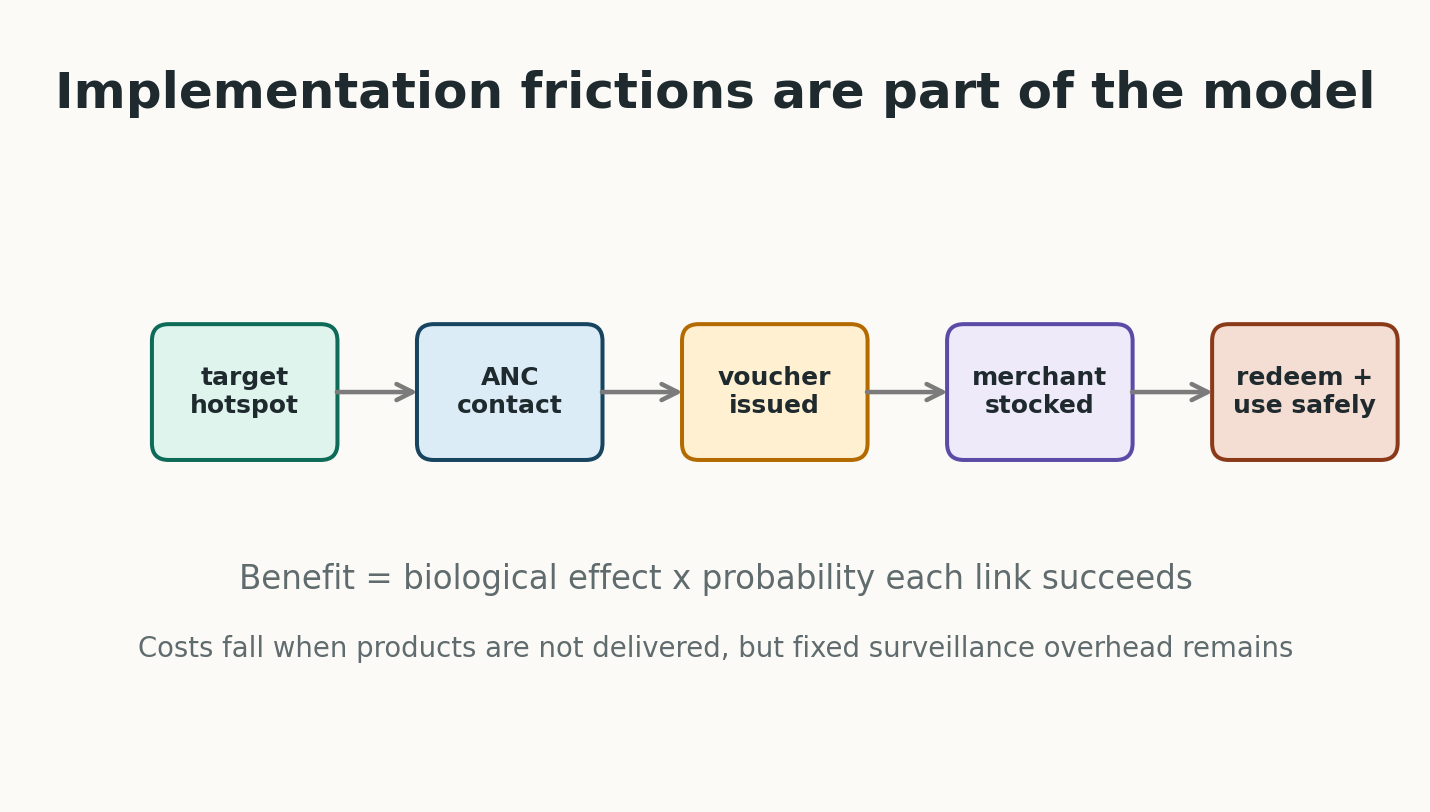 Implementation frictions are part of the model
target
hotspot
ANC
contact
voucher
issued
merchant
stocked
redeem +
use safely
Benefit = biological effect x probability each link succeeds
Costs fall when products are not delivered, but fixed surveillance overhead remains